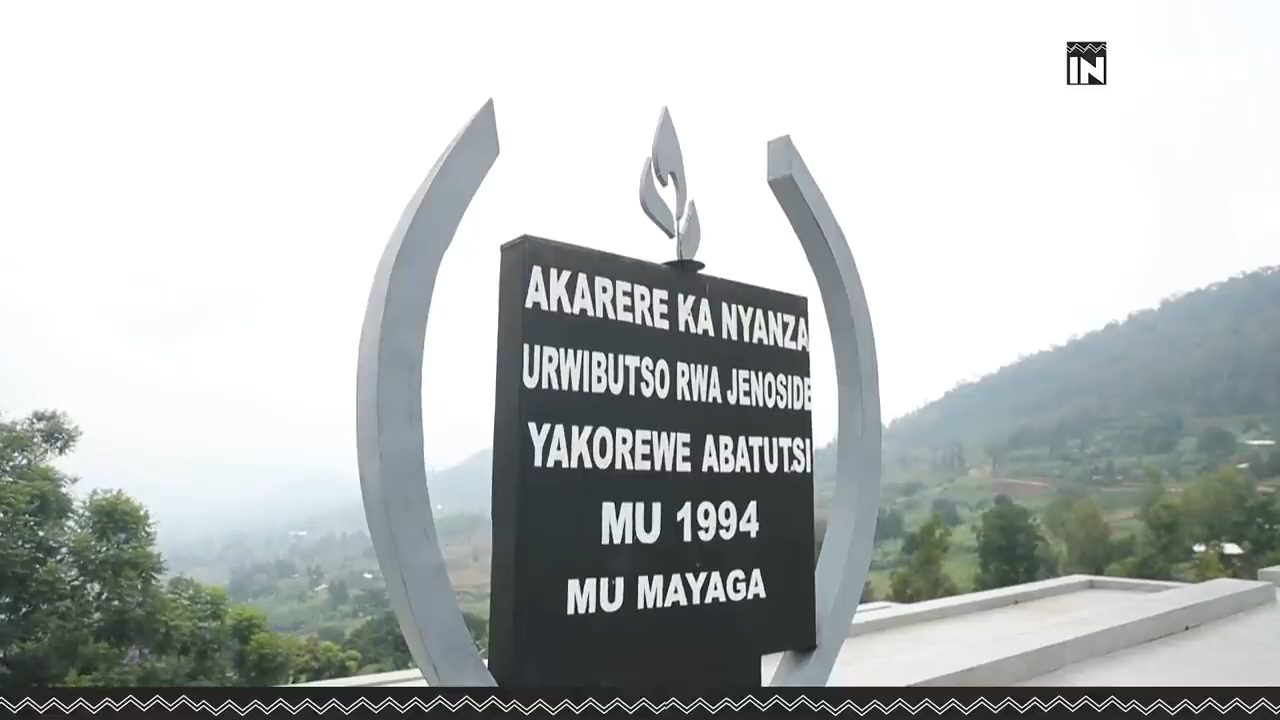 IN
AKARERE KA NYANZA
URWIBUTSO RWA JENOSIDE
YAKOREWE ABATUTSI
MU 1994
MU MAYAGA